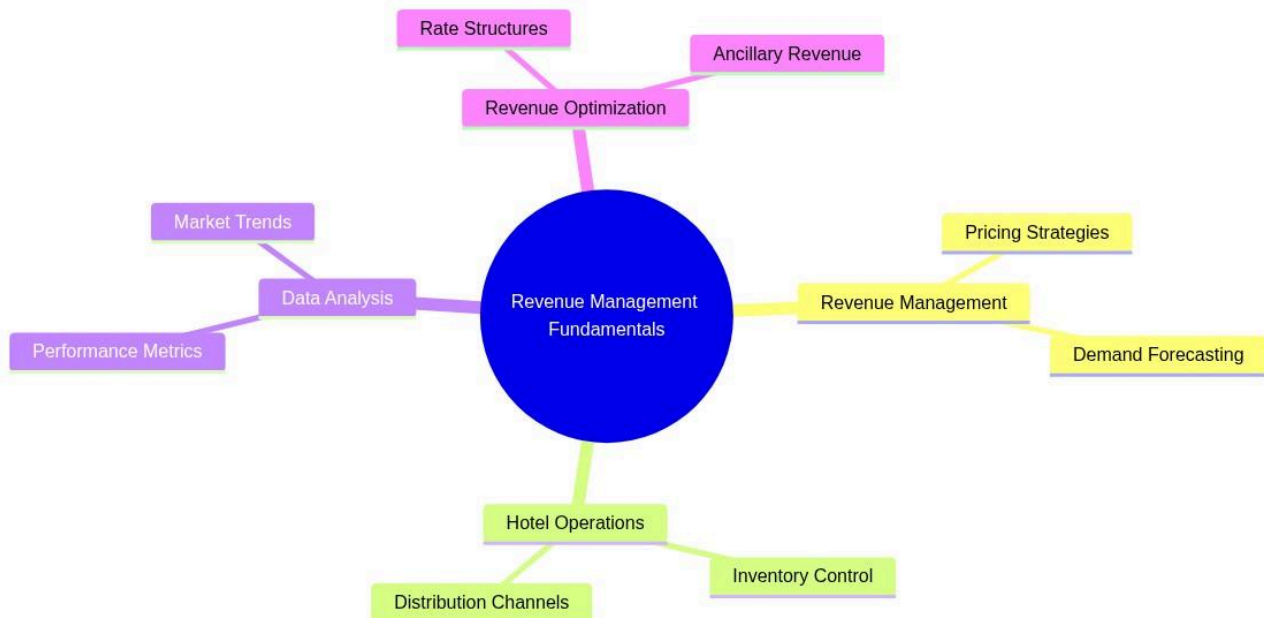 Rate Structures
Ancillary Revenue
Revenue Optimization
Market Trends
Pricing Strategies
Data Analysis
Revenue Management
Fundamentals
Revenue Management
Performance Metrics
Demand Forecasting
Hotel Operations
Inventory Control
Distribution Channels